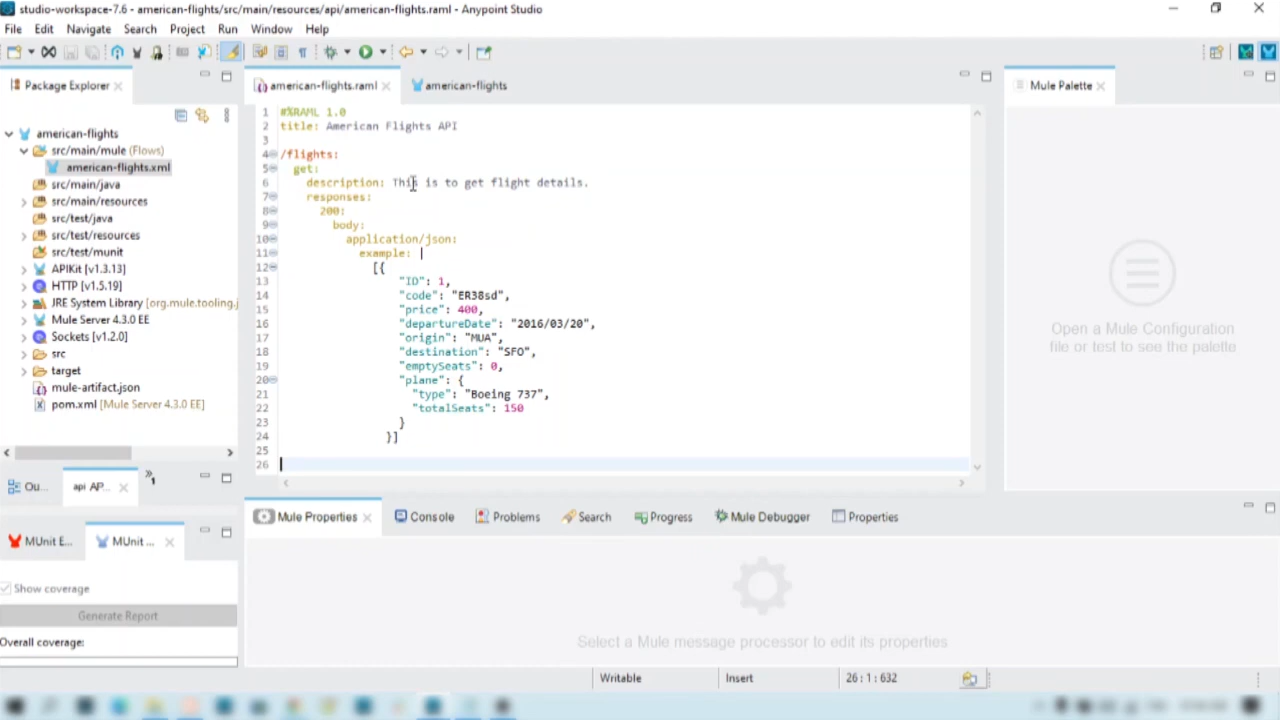 studio-workspace-7.6 - american-flights/src/main/resources/api/american-flights.raml - Anypoint Studio
File Edit Navigate Search Project Run Window Help
Package Explorer
american-flights.raml
american-flights
Mule Palette
american-flights
src/main/mule (Flows)
american-flights.xml
src/main/java
src/main/resources
src/test/java
src/test/resources
src/test/munit
APIKit [v1.3.13]
HTTP [v1.5.19]
JRE System Library [org.mule.tooling.j
Mule Server 4.3.0 EE
Sockets [v1.2.0]
src
target
mule-artifact.json
pom.xml [Mule Server 4.3.0 EE]
1 #%RAML 1.0
2 title: American Flights API
3
4 /flights:
5 get:
6 description: This is to get flight details.
7 responses:
8 200:
9 body:
10 application/json:
11 example: |
12 [{
13 "ID": 1,
14 "code": "ER38sd",
15 "price": 400,
16 "departureDate": "2016/03/20",
17 "origin": "MUA",
18 "destination": "SFO",
19 "emptySeats": 0,
20 "plane": {
21 "type": "Boeing 737",
22 "totalSeats": 150
23 }
24 }]
25
26
Open a Mule Configuration
file or test to see the palette
Ou...
api AP...
1
MUnit E...
MUnit ...
Show coverage
Generate Report
Overall coverage:
Mule Properties
Console
Problems
Search
Progress
Mule Debugger
Properties
Select a Mule message processor to edit its properties
Writable
Insert
26 : 1 : 632